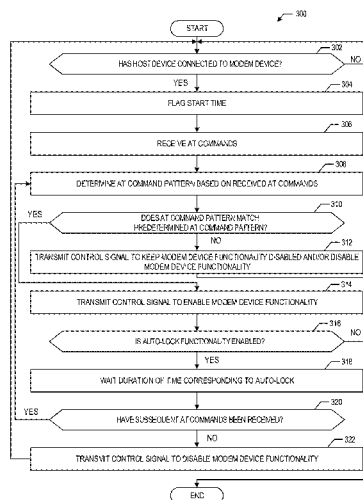 300
START
302
HAS HOST DEVICE CONNECTED TO MODEM DEVICE?
NO
YES
304
FLAG START TIME
306
RECEIVE AT COMMANDS
308
DETERMINE AT COMMAND PATTERN BASED ON RECEIVED AT COMMANDS
310
YES
DOES AT COMMAND PATTERN MATCH
PREDETERMINED AT COMMAND PATTERN?
NO
312
TRANSMIT CONTROL SIGNAL TO KEEP MODEM DEVICE FUNCTIONALITY DISABLED AND/OR DISABLE
MODEM DEVICE FUNCTIONALITY
314
TRANSMIT CONTROL SIGNAL TO ENABLE MODEM DEVICE FUNCTIONALITY
316
IS AUTO-LOCK FUNCTIONALITY ENABLED?
NO
YES
318
WAIT DURATION OF TIME CORRESPONDING TO AUTO-LOCK
320
YES
HAVE SUBSEQUENT AT COMMANDS BEEN RECEIVED?
NO
322
TRANSMIT CONTROL SIGNAL TO DISABLE MODEM DEVICE FUNCTIONALITY
END